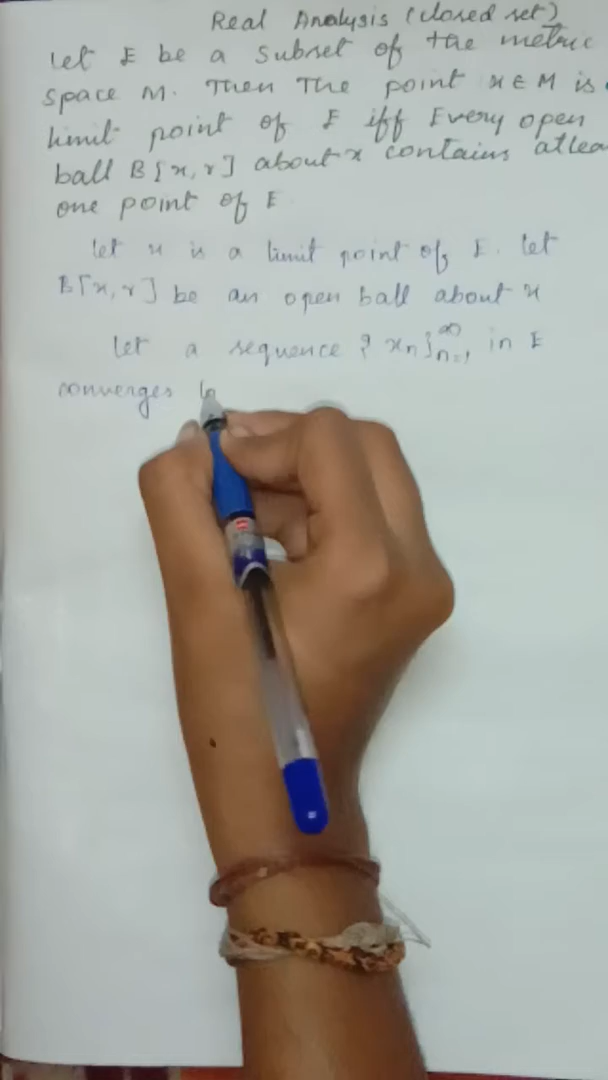 Real Analysis (closed set)
Let E be a subset of the metric
space M. Then The point x ∈ M is
limit point of E iff Every open
ball B[x, r] about x contains atlea
one point of E
Let x is a limit point of E. Let
B[x, r] be an open ball about x
Let a sequence {xn}∞n=1 in E
converges to